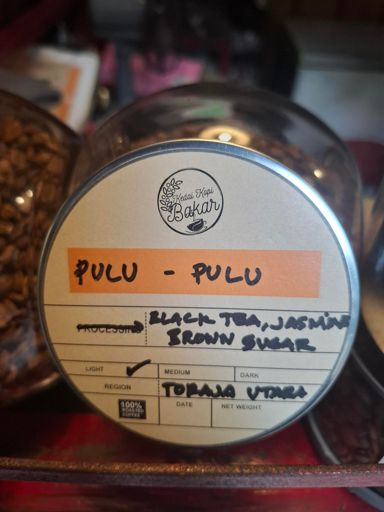 Kedai Kopi
Bakar
PULU - PULU
PROCESSING
BLACK TEA, JASMINE
BROWN SUGAR
LIGHT MEDIUM DARK
REGION TORAJA UTARA
100% ROASTED COFFEE DATE NET WEIGHT